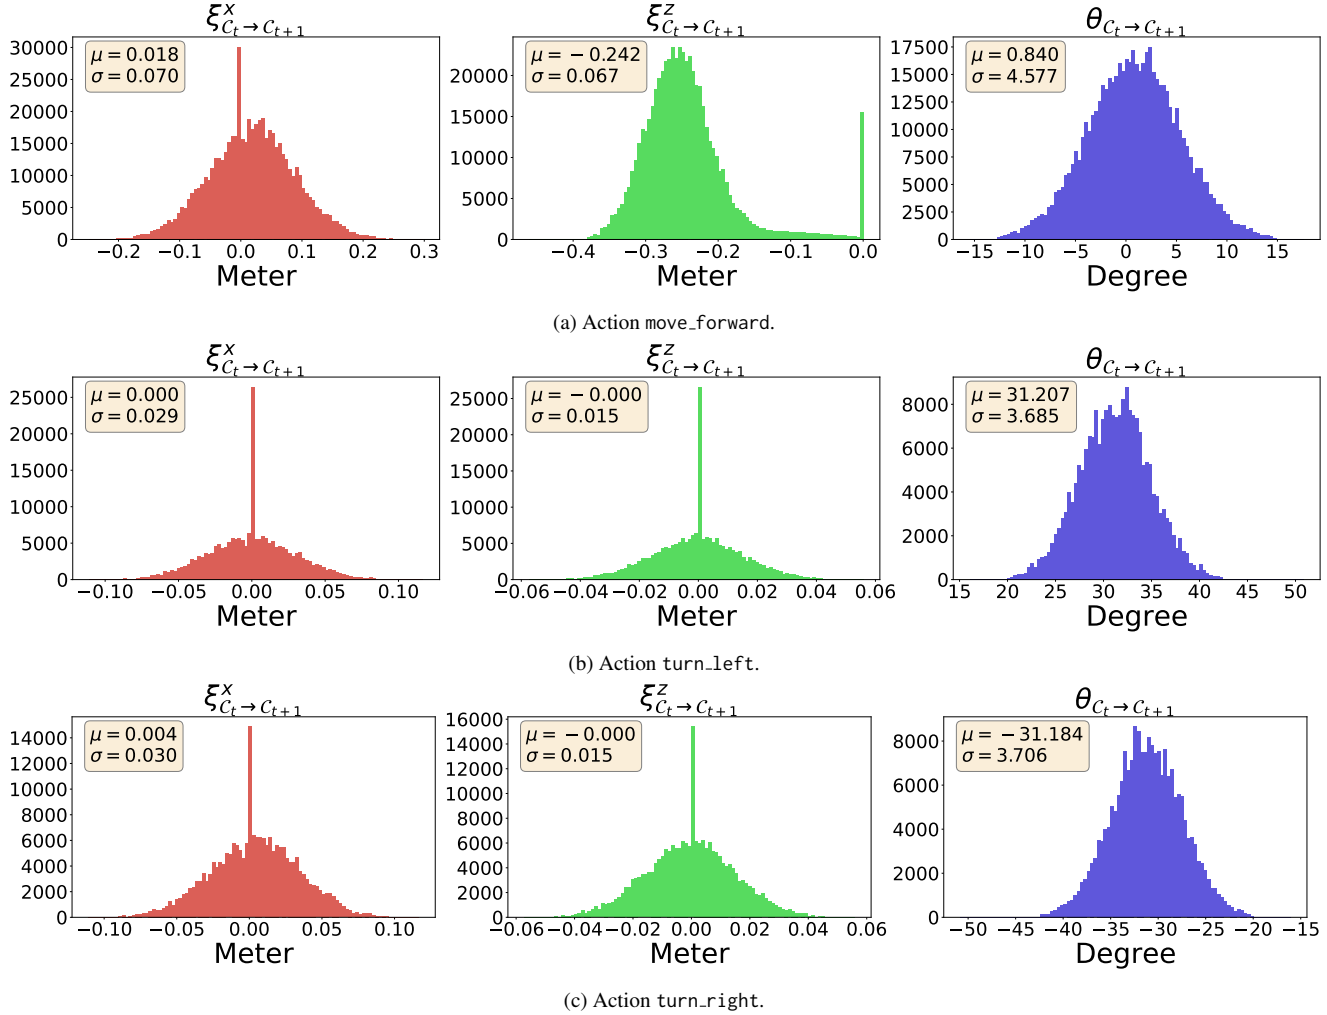 ξ^x_{C_t→C_{t+1}} ξ^z_{C_t→C_{t+1}} θ_{C_t→C_{t+1}}
μ = 0.018
σ = 0.070
30000
25000
20000
15000
10000
5000
0
−0.2 −0.1 0.0 0.1 0.2 0.3
Meter
μ = −0.242
σ = 0.067
20000
15000
10000
5000
0
−0.4 −0.3 −0.2 −0.1 0.0
Meter
μ = 0.840
σ = 4.577
17500
15000
12500
10000
7500
5000
2500
0
−15 −10 −5 0 5 10 15
Degree
(a) Action move_forward.
ξ^x_{C_t→C_{t+1}} ξ^z_{C_t→C_{t+1}} θ_{C_t→C_{t+1}}
μ = 0.000
σ = 0.029
25000
20000
15000
10000
5000
0
−0.10 −0.05 0.00 0.05 0.10
Meter
μ = −0.000
σ = 0.015
25000
20000
15000
10000
5000
0
−0.06 −0.04 −0.02 0.00 0.02 0.04 0.06
Meter
μ = 31.207
σ = 3.685
8000
6000
4000
2000
0
15 20 25 30 35 40 45 50
Degree
(b) Action turn_left.
ξ^x_{C_t→C_{t+1}} ξ^z_{C_t→C_{t+1}} θ_{C_t→C_{t+1}}
μ = 0.004
σ = 0.030
14000
12000
10000
8000
6000
4000
2000
0
−0.10 −0.05 0.00 0.05 0.10
Meter
μ = −0.000
σ = 0.015
16000
14000
12000
10000
8000
6000
4000
2000
0
−0.06 −0.04 −0.02 0.00 0.02 0.04 0.06
Meter
μ = −31.184
σ = 3.706
8000
6000
4000
2000
0
−50 −45 −40 −35 −30 −25 −20 −15
Degree
(c) Action turn_right.